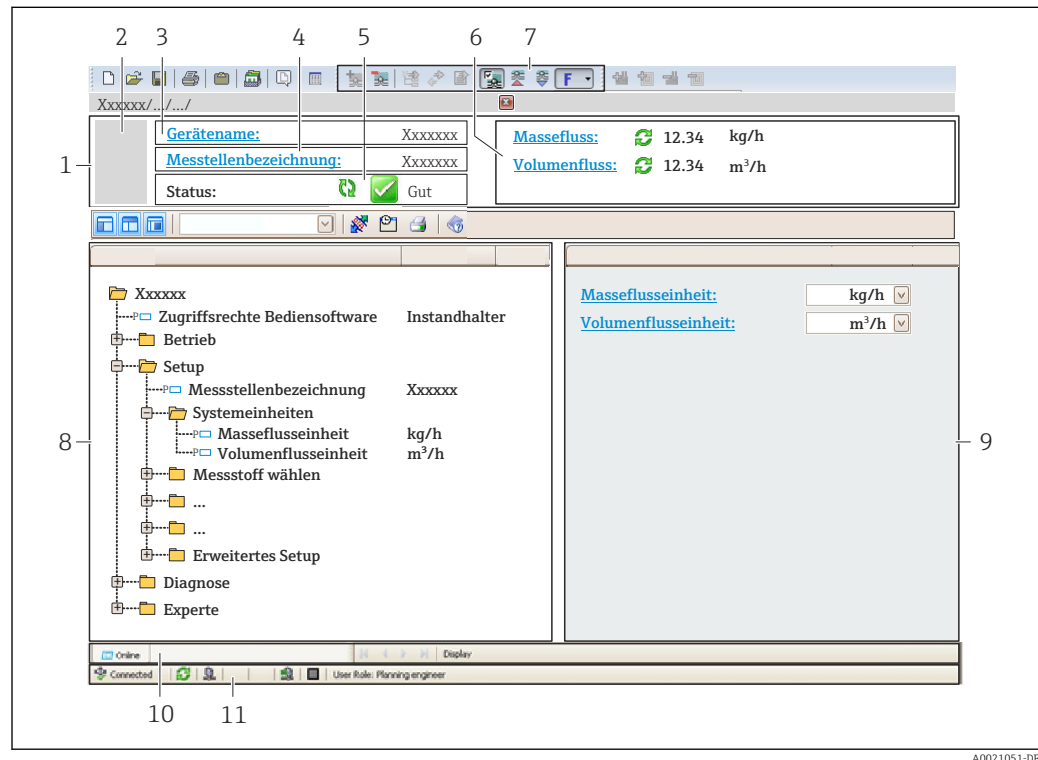 2 3 4 5 6 7
F
Xxxxxx/.../.../
1
Gerätename: Xxxxxxx
Messtellenbezeichnung: Xxxxxxx
Status: Gut
Massefluss: 12.34 kg/h
Volumenfluss: 12.34 m³/h
Xxxxxx
P Zugriffsrechte Bediensoftware Instandhalter
Betrieb
Setup
P Messstellenbezeichnung Xxxxxx
Systemeinheiten
P Masseflusseinheit kg/h
P Volumenflusseinheit m³/h
Messstoff wählen
...
...
Erweitertes Setup
Diagnose
Experte
8
Masseflusseinheit: kg/h
Volumenflusseinheit: m³/h
9
Online Display
Connected User Role: Planning engineer
10 11
A0021051-DE